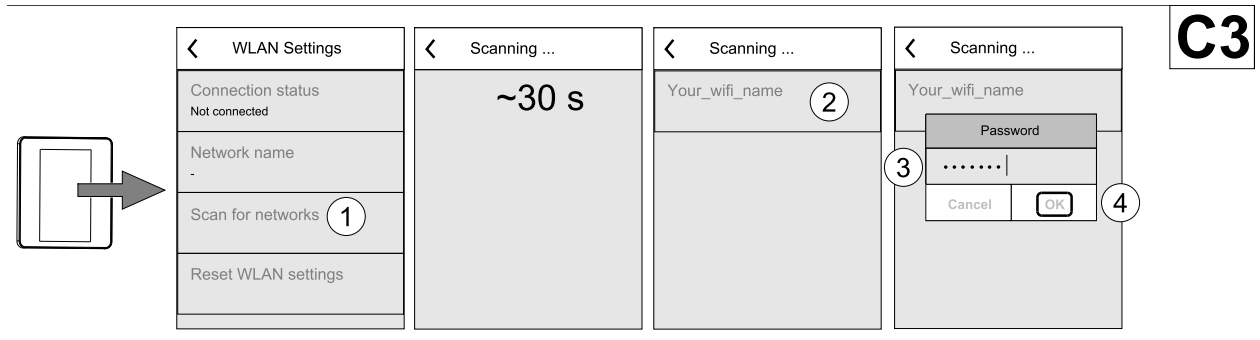 C3
WLAN Settings
Connection status
Not connected
Network name
-
Scan for networks 1
Reset WLAN settings
Scanning ...
~30 s
Scanning ...
Your_wifi_name 2
Scanning ...
Your_wifi_name
Password
3 •••••••|
Cancel OK 4